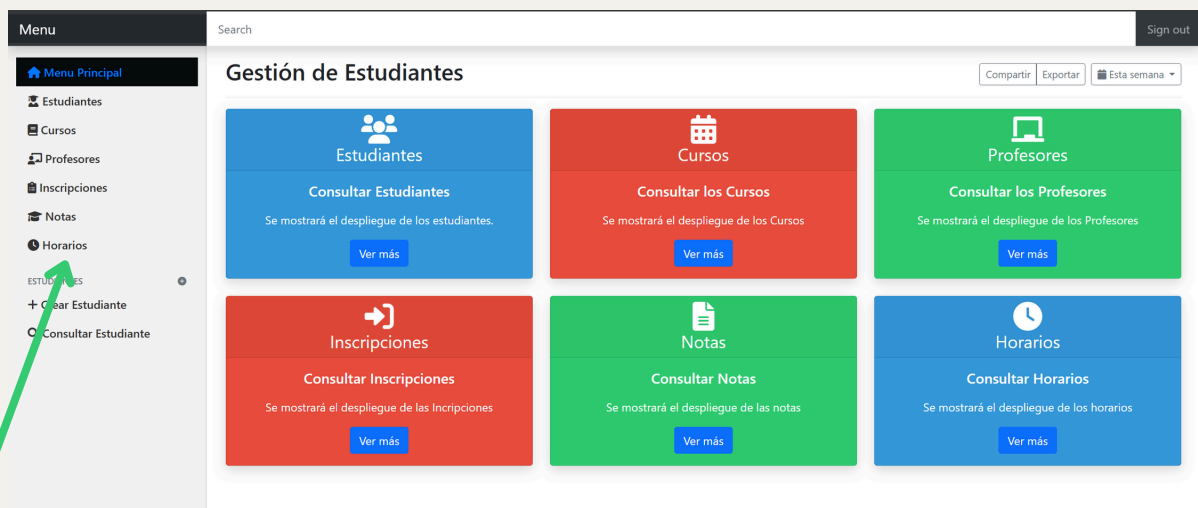 Menu
Search
Sign out
Menu Principal
Estudiantes
Cursos
Profesores
Inscripciones
Notas
Horarios
ESTUDIANTES
Crear Estudiante
Consultar Estudiante
Gestión de Estudiantes
Compartir
Exportar
Esta semana
Estudiantes
Consultar Estudiantes
Se mostrará el despliegue de los estudiantes.
Ver más
Cursos
Consultar los Cursos
Se mostrará el despliegue de los Cursos
Ver más
Profesores
Consultar los Profesores
Se mostrará el despliegue de los Profesores
Ver más
Inscripciones
Consultar Inscripciones
Se mostrará el despliegue de las Incripciones
Ver más
Notas
Consultar Notas
Se mostrará el despliegue de las notas
Ver más
Horarios
Consultar Horarios
Se mostrará el despliegue de los horarios
Ver más